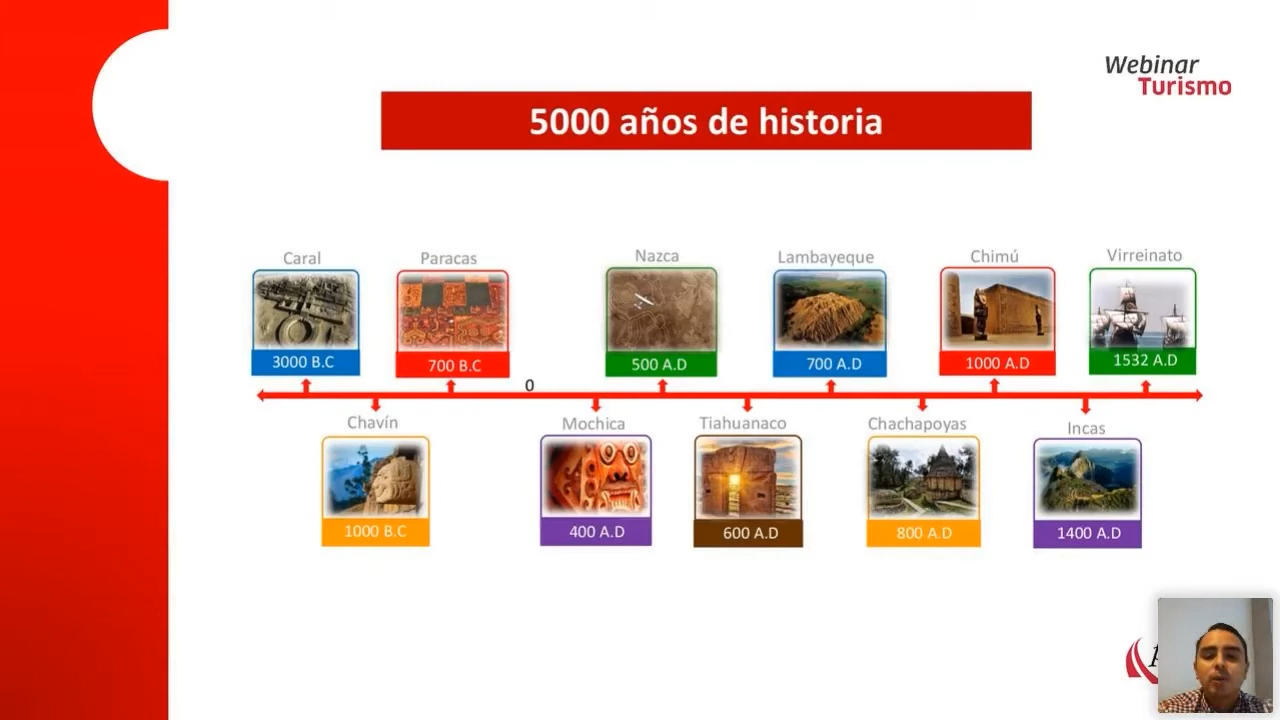 Webinar
Turismo
5000 años de historia
Caral
3000 B.C
Paracas
700 B.C
0
Nazca
500 A.D
Lambayeque
700 A.D
Chimú
1000 A.D
Virreinato
1532 A.D
Chavín
1000 B.C
Mochica
400 A.D
Tiahuanaco
600 A.D
Chachapoyas
800 A.D
Incas
1400 A.D